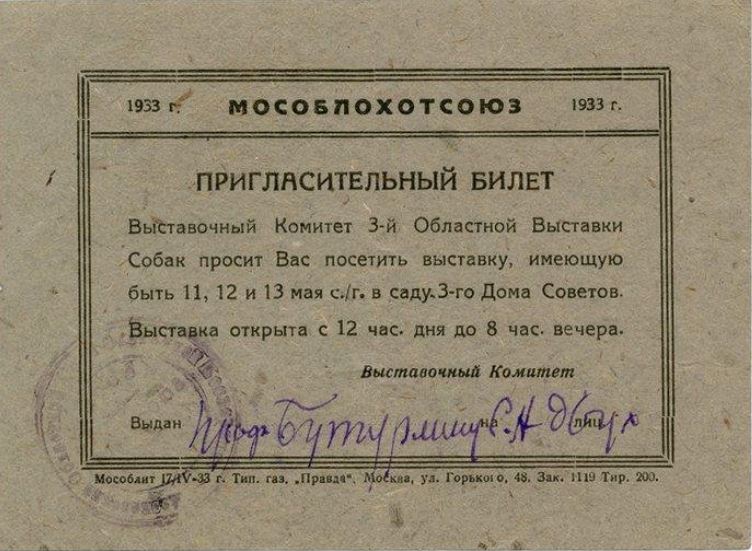 1933 г. МОСОБЛОХОТСОЮЗ 1933 г.
ПРИГЛАСИТЕЛЬНЫЙ БИЛЕТ
Выставочный Комитет 3-й Областной Выставки
Собак просит Вас посетить выставку, имеющую
быть 11, 12 и 13 мая с./г. в саду 3-го Дома Советов.
Выставка открыта с 12 час. дня до 8 час. вечера.
Выставочный Комитет
Выдан проф Бутурлину С. А на двух лиц
Мособлит 17/IV-33 г. Тип. газ. „Правда", Москва, ул. Горького, 48. Зак. 1119 Тир. 200.